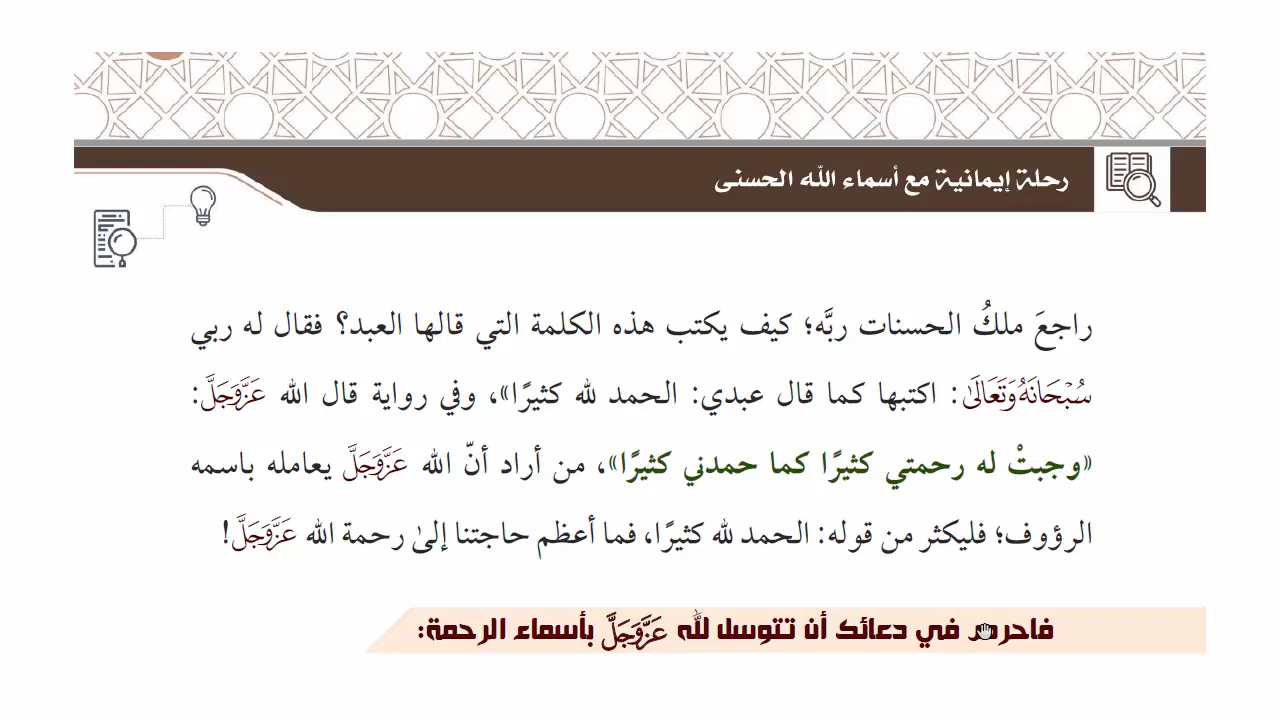 رحلة إيمانية مع أسماء الله الحسنى
راجعَ ملكُ الحسنات ربَّه؛ كيف يكتب هذه الكلمة التي قالها العبد؟ فقال له ربي
سُبْحَانَهُ وَتَعَالَىٰ: اكتبها كما قال عبدي: الحمد لله كثيرًا»، وفي رواية قال الله عَزَّوَجَلَّ:
«وجبتْ له رحمتي كثيرًا كما حمدني كثيرًا»، من أراد أنّ الله عَزَّوَجَلَّ يعامله باسمه
الرؤوف؛ فليكثر من قوله: الحمد لله كثيرًا، فما أعظم حاجتنا إلىٰ رحمة الله عَزَّوَجَلَّ!
في دعائك أن تتوسل لله عَزَّوَجَلَّ بأسماء الرحمة: